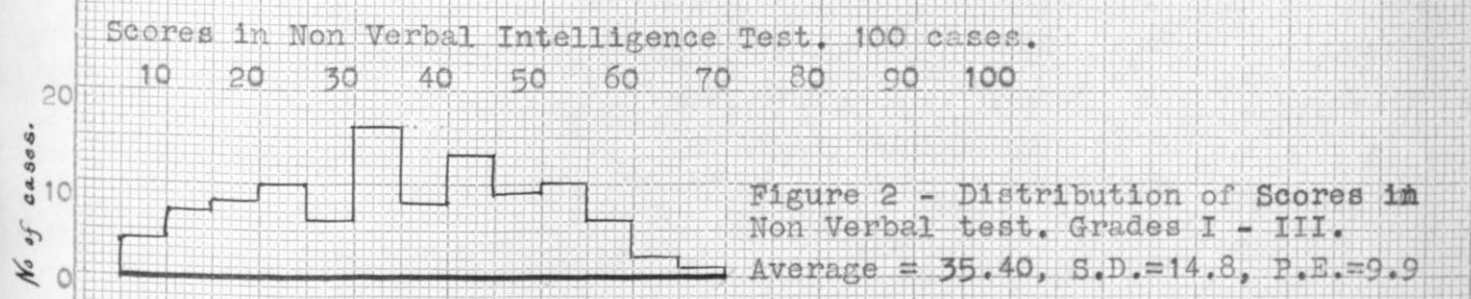 Scores in Non Verbal Intelligence Test. 100 cases.
10 20 30 40 50 60 70 80 90 100
20
10
0
No of cases.
Figure 2 - Distribution of Scores in
Non Verbal test. Grades I - III.
Average = 35.40, S.D.=14.8, P.E.=9.9